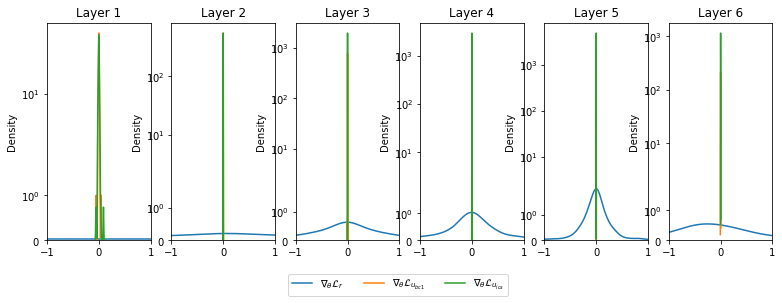 Layer 1 Layer 2 Layer 3 Layer 4 Layer 5 Layer 6
Density 10¹ 10⁰ 0 −1 0 1
Density 10² 10¹ 10⁰ 0 −1 0 1
Density 10³ 10² 10¹ 10⁰ 0 −1 0 1
Density 10³ 10² 10¹ 10⁰ 0 −1 0 1
Density 10³ 10² 10¹ 10⁰ 0 −1 0 1
Density 10³ 10² 10¹ 10⁰ 0 −1 0 1
∇θℒr ∇θℒu_bc1 ∇θℒu_ics